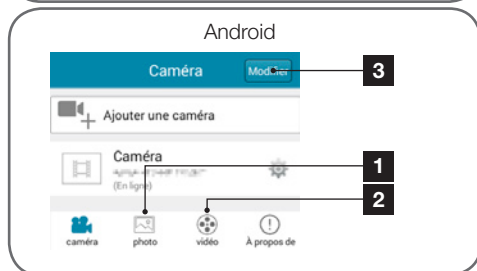 Android
Caméra Modifier 3
Ajouter une caméra
Caméra
(En ligne)
1
2
caméra photo vidéo À propos de